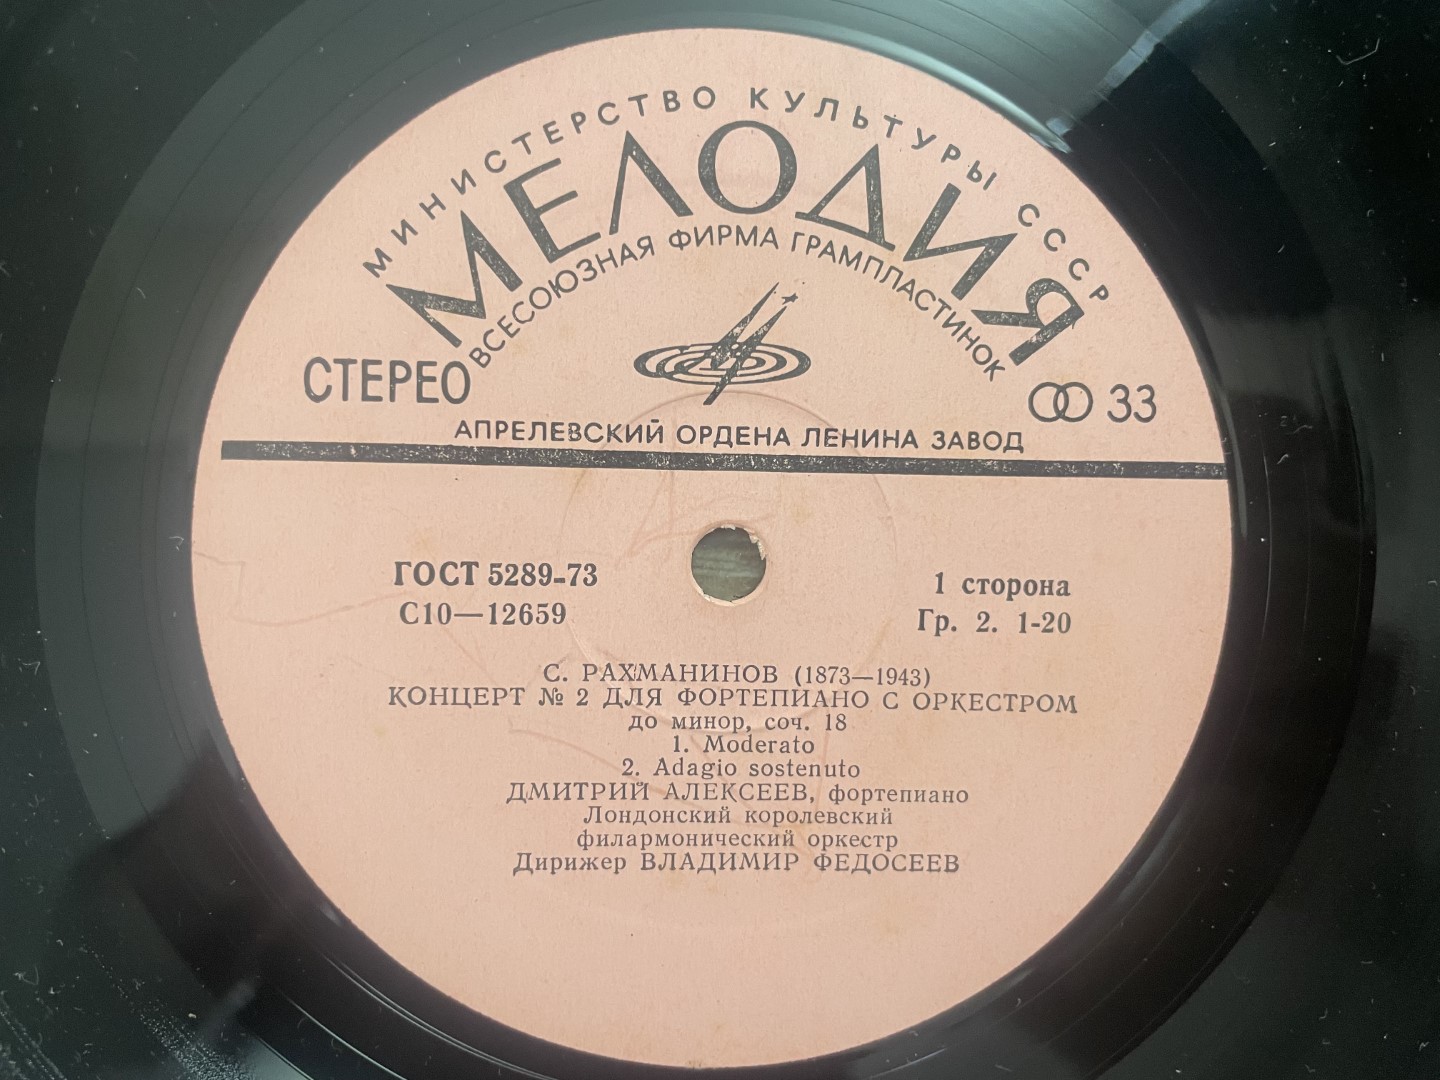 МИНИСТЕРСТВО КУЛЬТУРЫ СССР
МЕЛОДИЯ
ВСЕСОЮЗНАЯ ФИРМА ГРАМПЛАСТИНОК
СТЕРЕО
33
АПРЕЛЕВСКИЙ ОРДЕНА ЛЕНИНА ЗАВОД
ГОСТ 5289-73
С10—12659
1 сторона
Гр. 2. 1-20
С. РАХМАНИНОВ (1873—1943)
КОНЦЕРТ № 2 ДЛЯ ФОРТЕПИАНО С ОРКЕСТРОМ
до минор, соч. 18
1. Moderato
2. Adagio sostenuto
ДМИТРИЙ АЛЕКСЕЕВ, фортепиано
Лондонский королевский
филармонический оркестр
Дирижер ВЛАДИМИР ФЕДОСЕЕВ